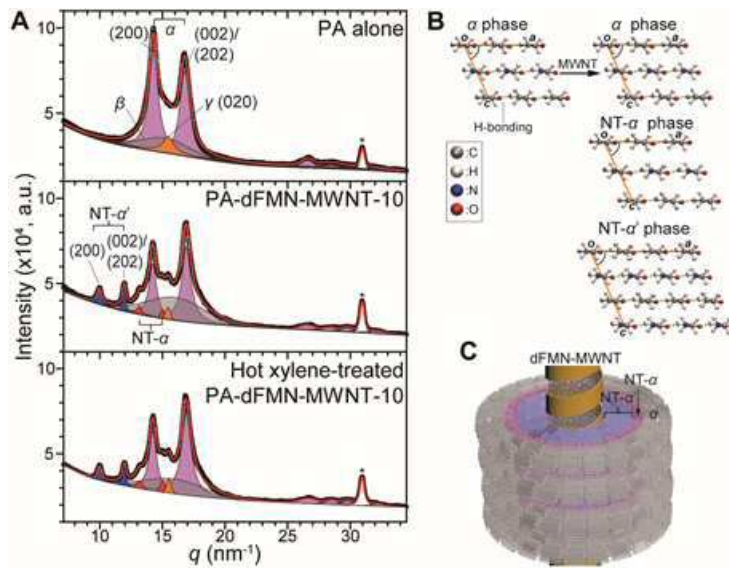 A
PA alone
(200)
α
(002)/
(202)
β
γ (020)
*
10
5
PA-dFMN-MWNT-10
NT-α'
(200)
(002)/
(202)
NT-α
*
10
5
Intensity (x10⁴, a.u.)
Hot xylene-treated
PA-dFMN-MWNT-10
*
10
5
10 15 20 25 30
q (nm⁻¹)
B
α phase
α phase
o
a
c
MWNT
o
a
c
H-bonding
:C
:H
:N
:O
NT-α phase
o
a
c
NT-α' phase
o
a
c
C
dFMN-MWNT
NT-α
NT-α'
α